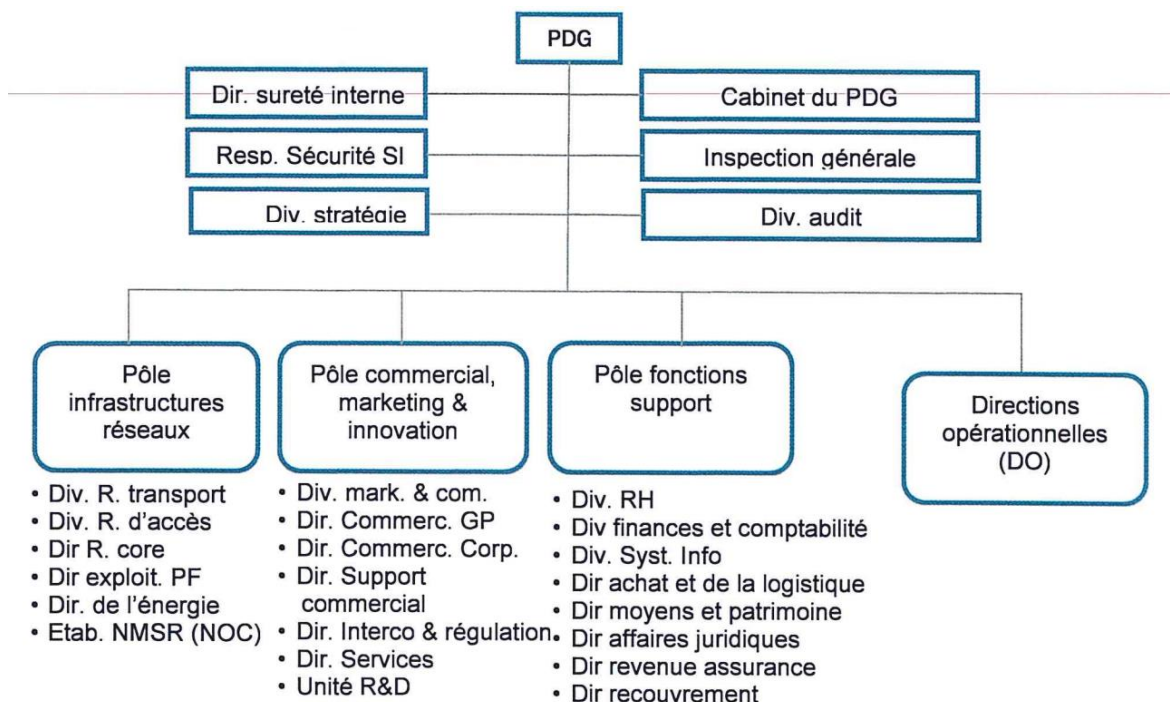 PDG
Dir. sureté interne
Cabinet du PDG
Resp. Sécurité SI
Inspection générale
Div. stratégie
Div. audit
Pôle
infrastructures
réseaux
• Div. R. transport
• Div. R. d'accès
• Dir R. core
• Dir exploit. PF
• Dir. de l'énergie
• Etab. NMSR (NOC)
Pôle commercial,
marketing &
innovation
• Div. mark. & com.
• Dir. Commerc. GP
• Dir. Commerc. Corp.
• Dir. Support
commercial
• Dir. Interco & régulation
• Dir. Services
• Unité R&D
Pôle fonctions
support
• Div. RH
• Div finances et comptabilité
• Div. Syst. Info
• Dir achat et de la logistique
• Dir moyens et patrimoine
• Dir affaires juridiques
• Dir revenue assurance
• Dir recouvrement
Directions
opérationnelles
(DO)